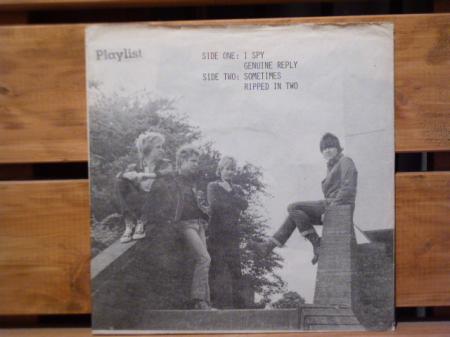 Playlist
SIDE ONE: I SPY
GENUINE REPLY
SIDE TWO: SOMETIMES
RIPPED IN TWO